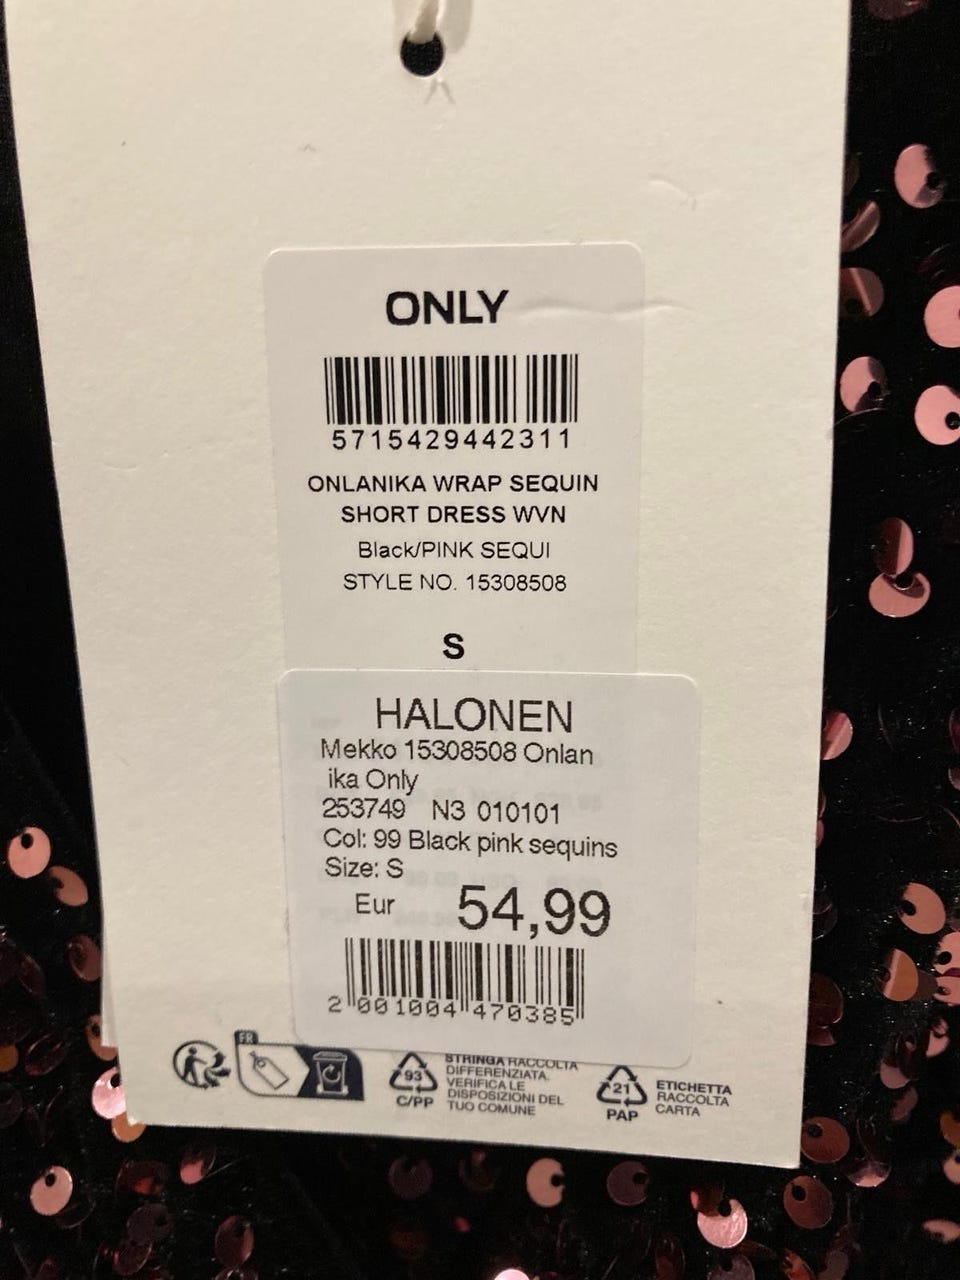 ONLY
5715429442311
ONLANIKA WRAP SEQUIN
SHORT DRESS WVN
Black/PINK SEQUI
STYLE NO. 15308508
S
HALONEN
Mekko 15308508 Onlan
ika Only
253749 N3 010101
Col: 99 Black pink sequins
Size: S
Eur 54,99
2 001004 470385
FR
93
C/PP
STRINGA RACCOLTA
DIFFERENZIATA.
VERIFICA LE
DISPOSIZIONI DEL
TUO COMUNE
21
PAP
ETICHETTA
RACCOLTA
CARTA